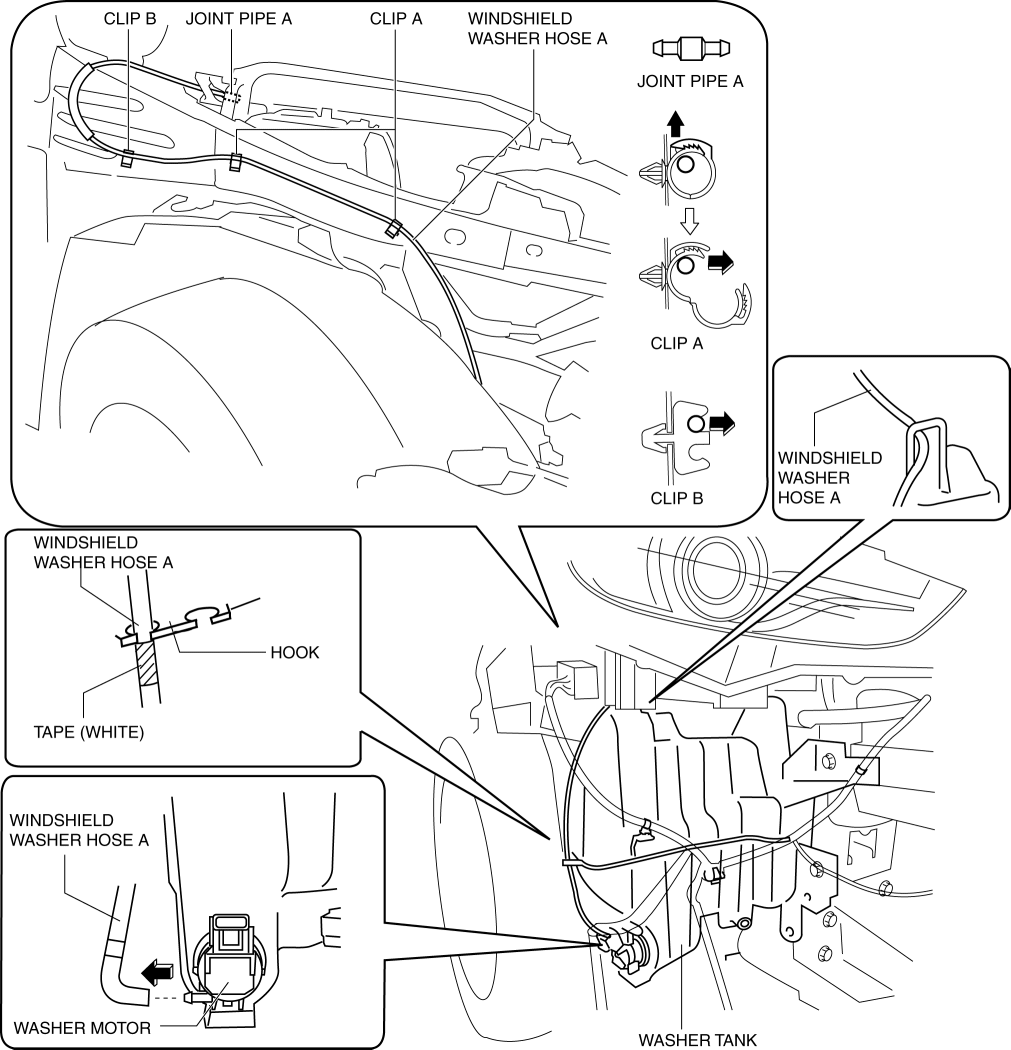 CLIP B
JOINT PIPE A
CLIP A
WINDSHIELD
WASHER HOSE A
JOINT PIPE A
CLIP A
CLIP B
WINDSHIELD
WASHER
HOSE A
WINDSHIELD
WASHER HOSE A
HOOK
TAPE (WHITE)
WINDSHIELD
WASHER HOSE A
WASHER MOTOR
WASHER TANK